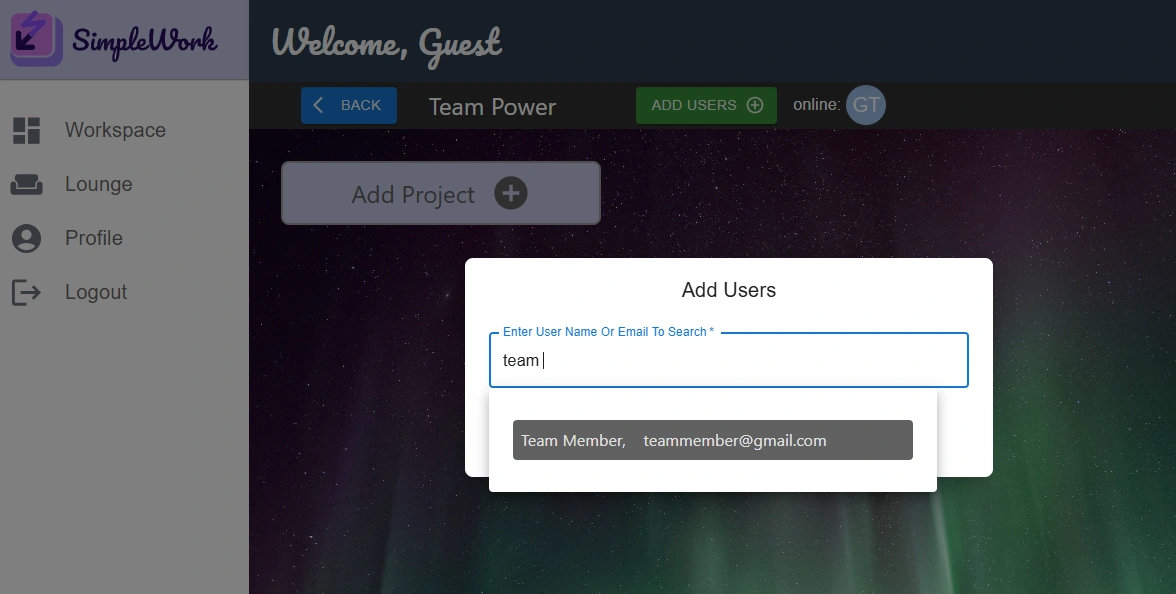 SimpleWork
Welcome, Guest
BACK
Team Power
ADD USERS
online:
GT
Workspace
Lounge
Profile
Logout
Add Project
Add Users
Enter User Name Or Email To Search *
team
Team Member, teammember@gmail.com